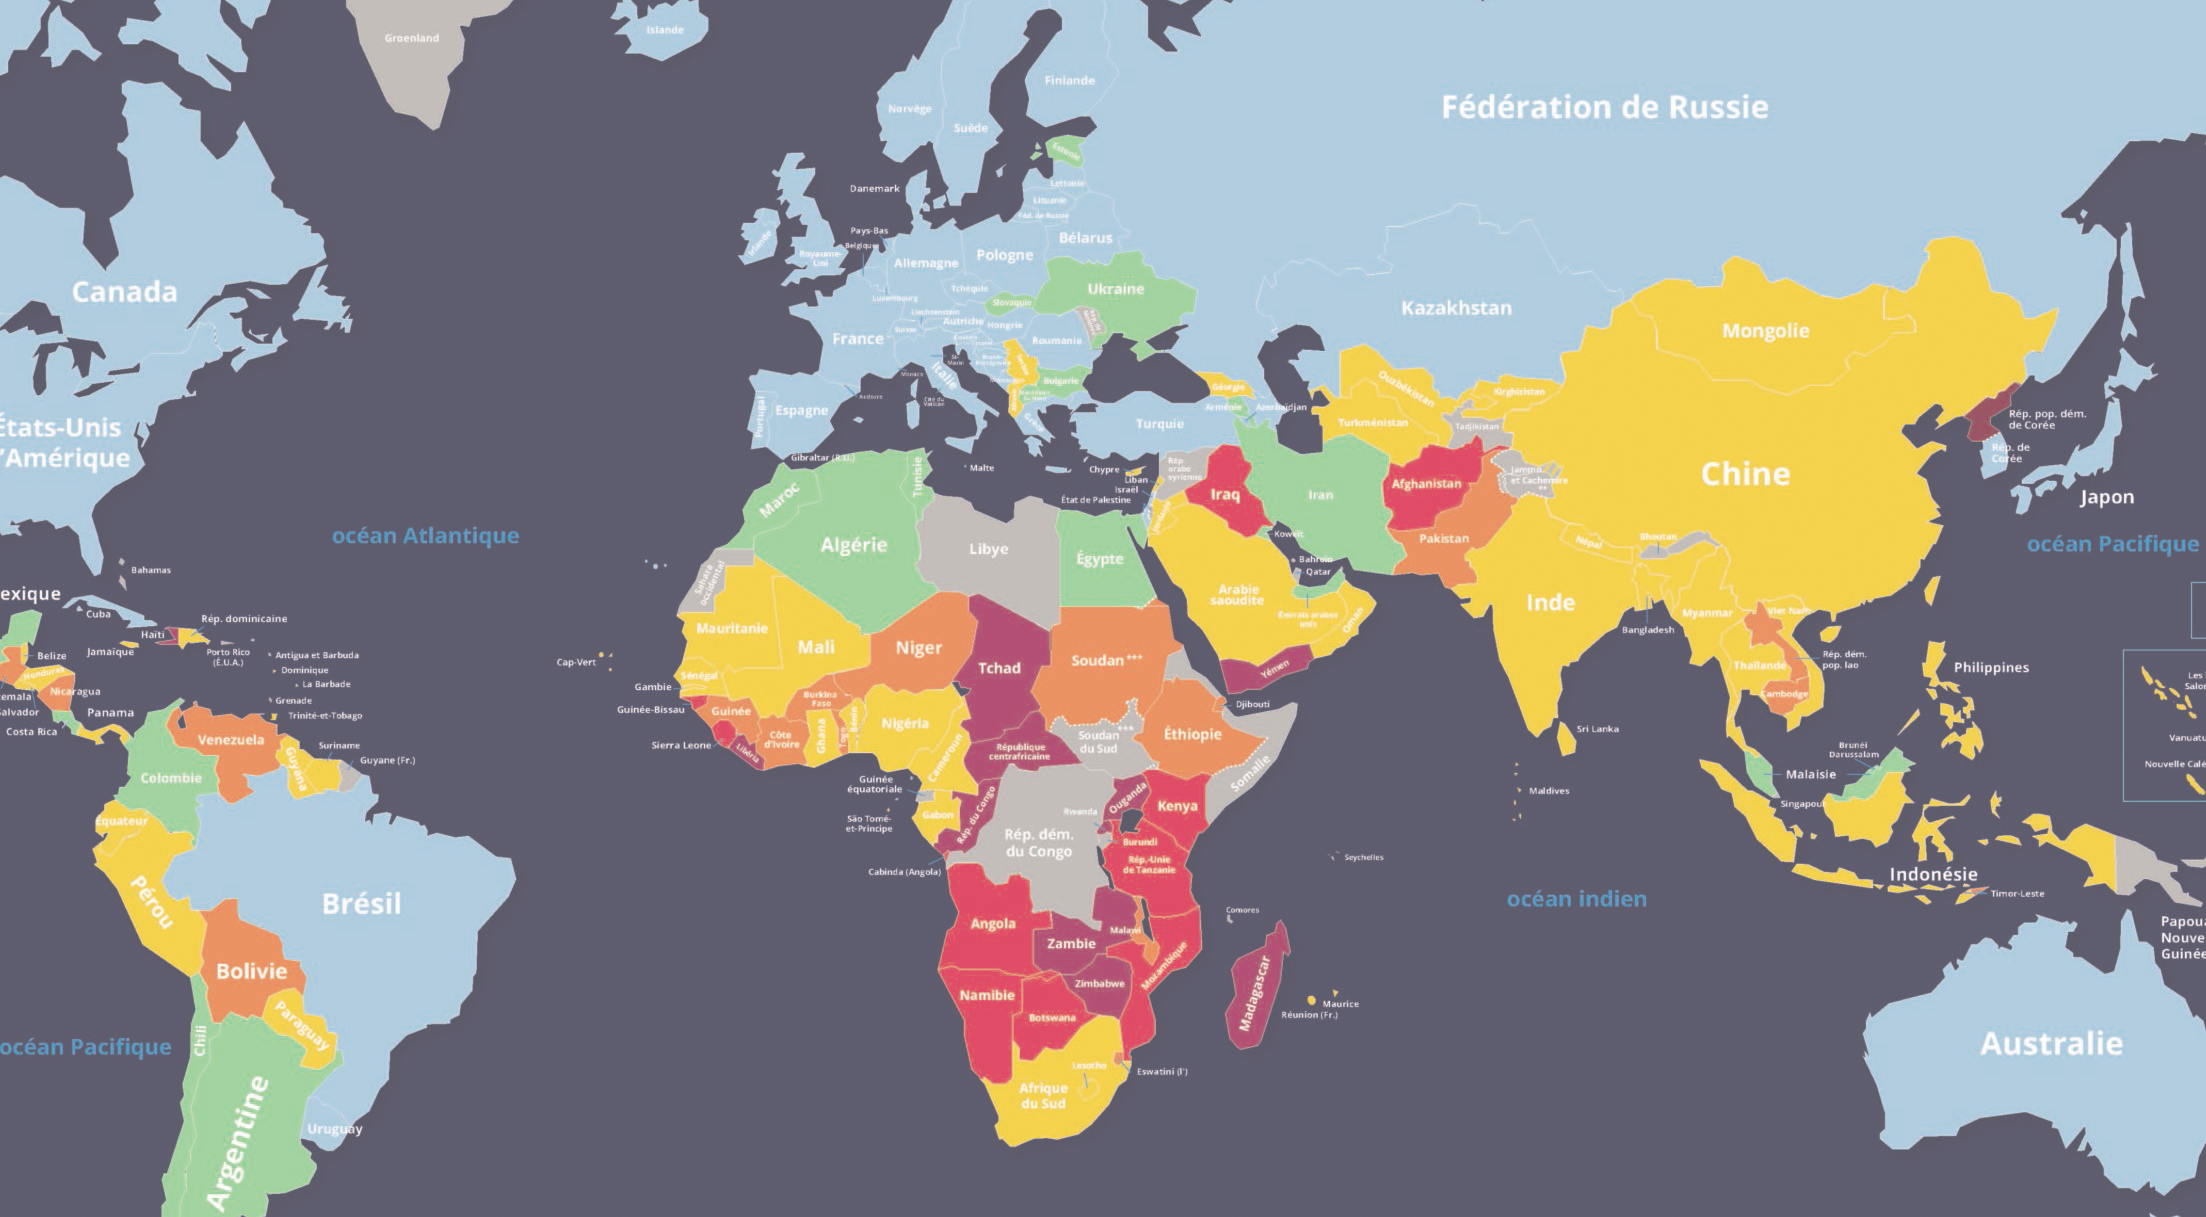 Groenland
Islande
Finlande
Norvège
Suède
Fédération de Russie
Estonie
Lettonie
Danemark
Lituanie
Féd. de Russie
Irlande
Pays-Bas
Belgique
Royaume-
Uni
Allemagne
Pologne
Bélarus
Canada
Tchéquie
Ukraine
Luxembourg
Slovaquie
Liechtenstein
Kazakhstan
France
Suisse
Autriche
Hongrie
Roumanie
Mongolie
St-
Marin
Italie
Monaco
Serbie
Bulgarie
Géorgie
Ouzbékistan
Kirghizistan
Andorre
Cité du
Vatican
Portugal
Espagne
Grèce
Turquie
Arménie
Azerbaïdjan
Turkménistan
Tadjikistan
Rép. pop. dém.
de Corée
Rép. de
Corée
États-Unis
'Amérique
Gibraltar (R.U.)
Malte
Chypre
Liban
Israël
État de Palestine
Rép.
arabe
syrienne
Iraq
Iran
Afghanistan
Jammu
et Cachemire
**
Chine
Japon
Maroc
Tunisie
Jordanie
océan Atlantique
Algérie
Libye
Égypte
Koweït
Pakistan
Népal
Bhoutan
océan Pacifique
Bahamas
Sahara
occidental
Bahreïn
Qatar
exique
Cuba
Arabie
saoudite
Émirats arabes
unis
Oman
Inde
Myanmar
Viet Nam
Bangladesh
Rép. dominicaine
Haïti
Jamaïque
Porto Rico
(É.U.A.)
Antigua et Barbuda
Dominique
La Barbade
Grenade
Trinité-et-Tobago
Belize
Honduras
Nicaragua
temala
Salvador
Costa Rica
Panama
Cap-Vert
Mauritanie
Mali
Niger
Tchad
Soudan ***
Yémen
Thaïlande
Rép. dém.
pop. lao
Cambodge
Philippines
Sénégal
Gambie
Guinée-Bissau
Guinée
Burkina
Faso
Sierra Leone
Libéria
Côte
d'Ivoire
Ghana
Togo
Bénin
Nigéria
Cameroun
République
centrafricaine
Soudan
du Sud
***
Éthiopie
Djibouti
Somalie
Sri Lanka
Venezuela
Guyana
Suriname
Guyane (Fr.)
Colombie
Équateur
Guinée
équatoriale
São Tomé-
et-Principe
Gabon
Rép. du Congo
Cabinda (Angola)
Rép. dém.
du Congo
Ouganda
Rwanda
Kenya
Burundi
Rép.-Unie
de Tanzanie
Maldives
Brunéi
Darussalam
Malaisie
Singapour
Les
Salor
Vanuatu
Nouvelle Calé
Seychelles
océan indien
Indonésie
Timor-Leste
Papoua
Nouve
Guinée
Pérou
Brésil
Bolivie
Paraguay
Chili
océan Pacifique
Argentine
Uruguay
Angola
Zambie
Malawi
Comores
Mozambique
Zimbabwe
Namibie
Botswana
Madagascar
Maurice
Réunion (Fr.)
Lesotho
Eswatini (l')
Afrique
du Sud
Australie